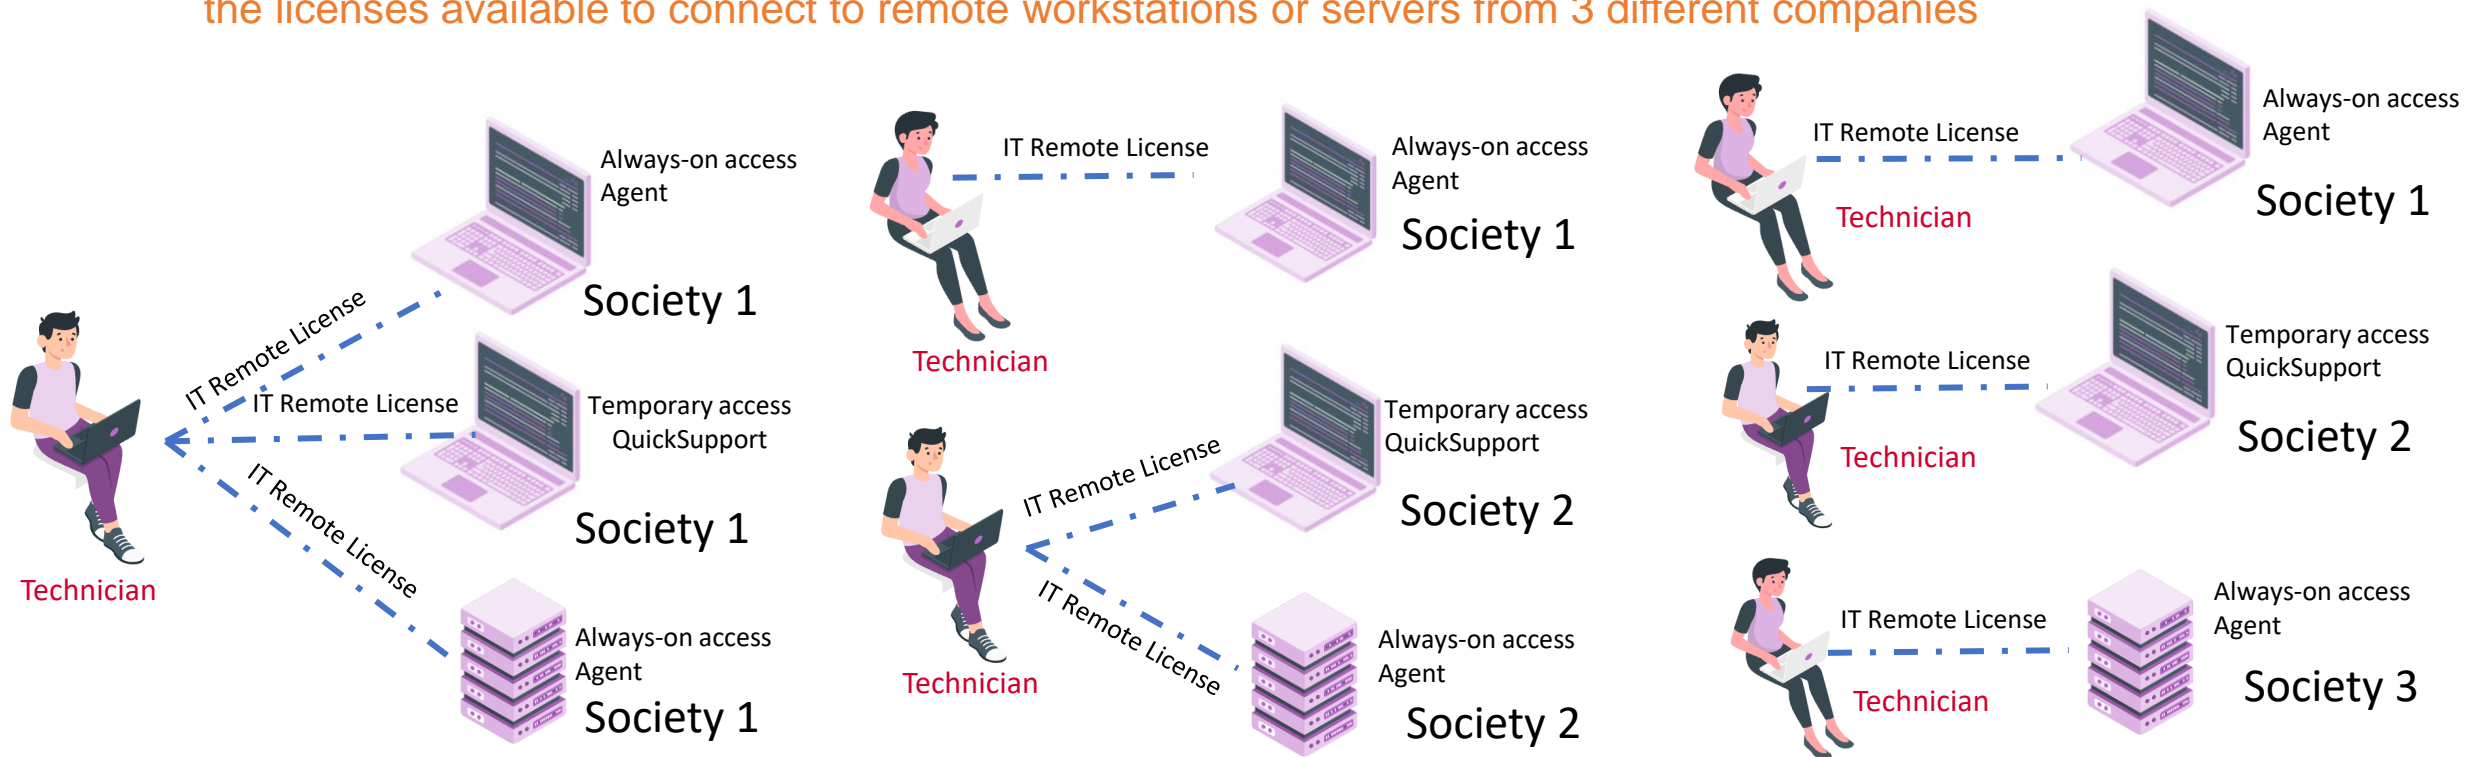 the licenses available to connect to remote workstations or servers from 3 different companies
Always-on access
Agent
Society 1
IT Remote License
IT Remote License
Temporary access
QuickSupport
Society 1
IT Remote License
Technician
Always-on access
Agent
Society 1
IT Remote License
Always-on access
Agent
Society 1
Technician
Temporary access
QuickSupport
IT Remote License
Society 2
IT Remote License
Always-on access
Agent
Technician
Society 2
Always-on access
Agent
IT Remote License
Society 1
Technician
Temporary access
QuickSupport
IT Remote License
Society 2
Technician
Always-on access
Agent
IT Remote License
Society 3
Technician